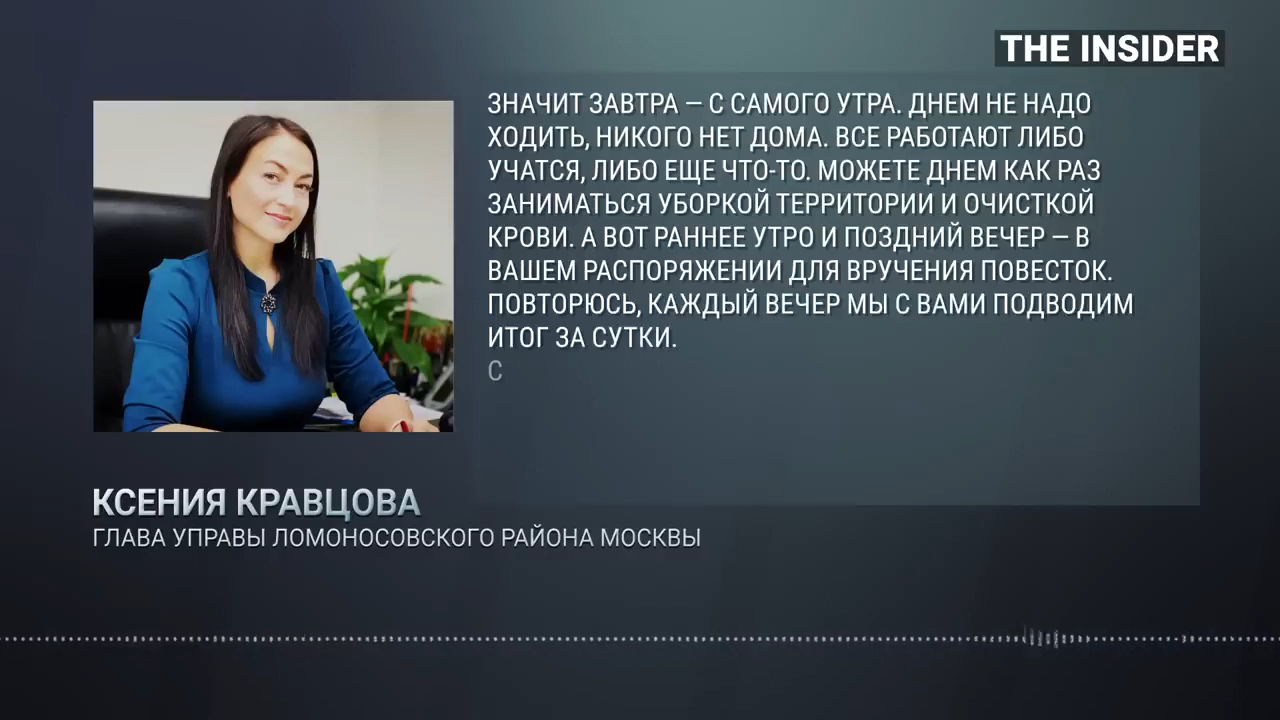 THE INSIDER
ЗНАЧИТ ЗАВТРА – С САМОГО УТРА. ДНЕМ НЕ НАДО
ХОДИТЬ, НИКОГО НЕТ ДОМА. ВСЕ РАБОТАЮТ ЛИБО
УЧАТСЯ, ЛИБО ЕЩЕ ЧТО-ТО. МОЖЕТЕ ДНЕМ КАК РАЗ
ЗАНИМАТЬСЯ УБОРКОЙ ТЕРРИТОРИИ И ОЧИСТКОЙ
КРОВИ. А ВОТ РАННЕЕ УТРО И ПОЗДНИЙ ВЕЧЕР – В
ВАШЕМ РАСПОРЯЖЕНИИ ДЛЯ ВРУЧЕНИЯ ПОВЕСТОК.
ПОВТОРЮСЬ, КАЖДЫЙ ВЕЧЕР МЫ С ВАМИ ПОДВОДИМ
ИТОГ ЗА СУТКИ.
С
КСЕНИЯ КРАВЦОВА
ГЛАВА УПРАВЫ ЛОМОНОСОВСКОГО РАЙОНА МОСКВЫ